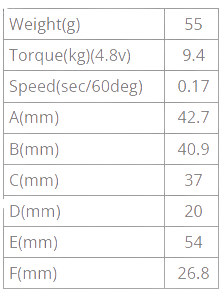 Weight(g) 55
Torque(kg)(4.8v) 9.4
Speed(sec/60deg) 0.17
A(mm) 42.7
B(mm) 40.9
C(mm) 37
D(mm) 20
E(mm) 54
F(mm) 26.8